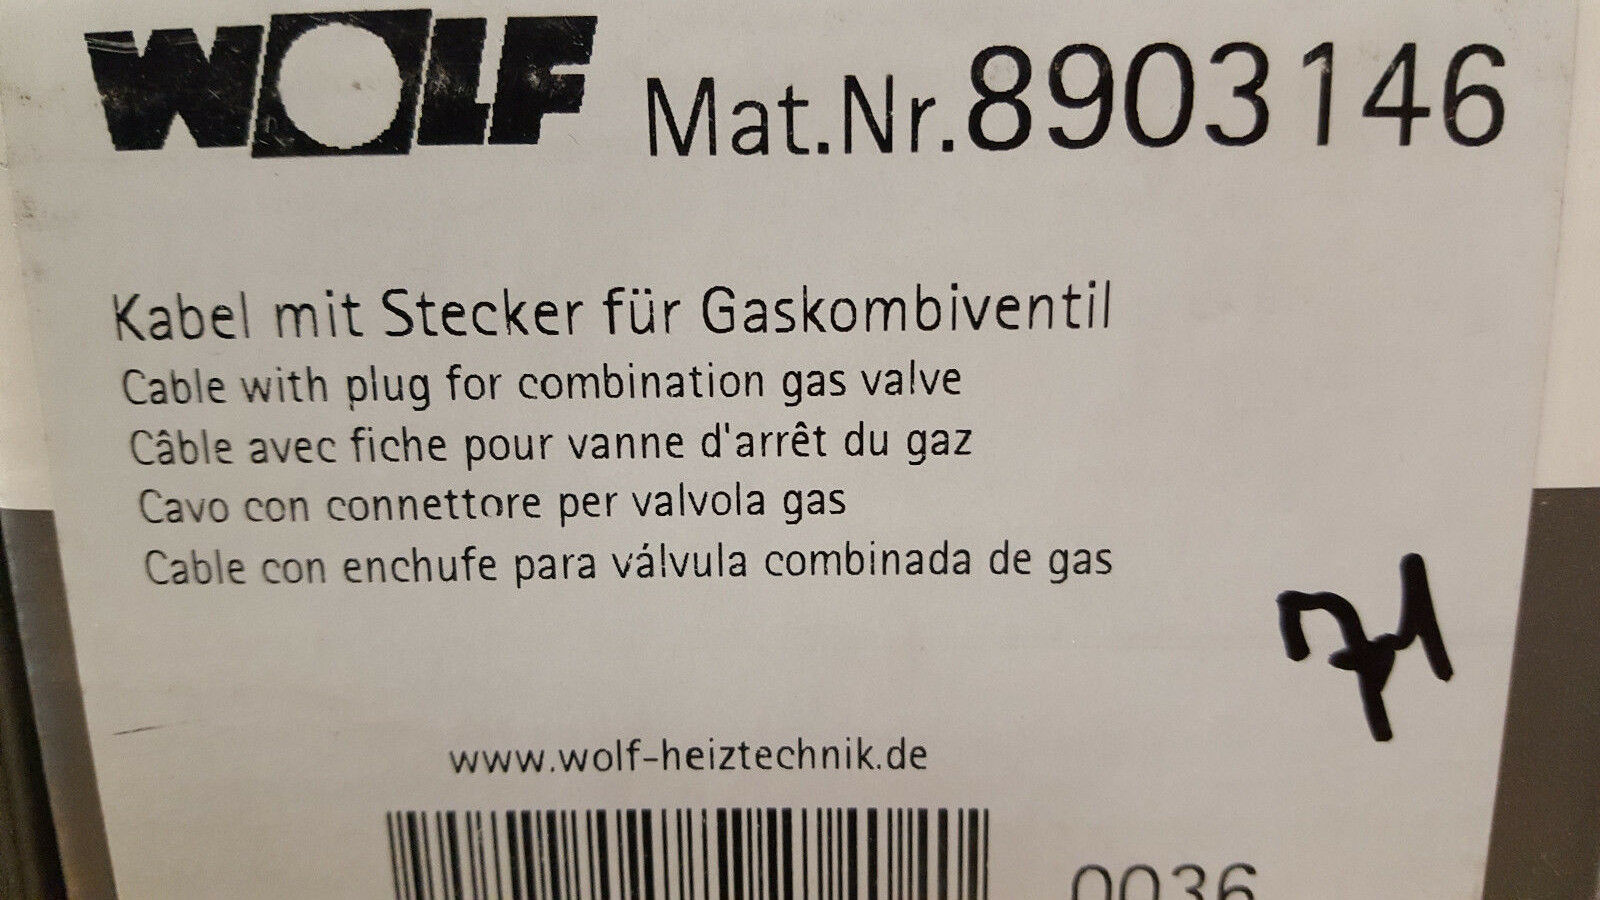 WOLF Mat.Nr.8903146
Kabel mit Stecker für Gaskombiventil
Cable with plug for combination gas valve
Câble avec fiche pour vanne d'arrêt du gaz
Cavo con connettore per valvola gas
Cable con enchufe para válvula combinada de gas
71
www.wolf-heiztechnik.de
0036